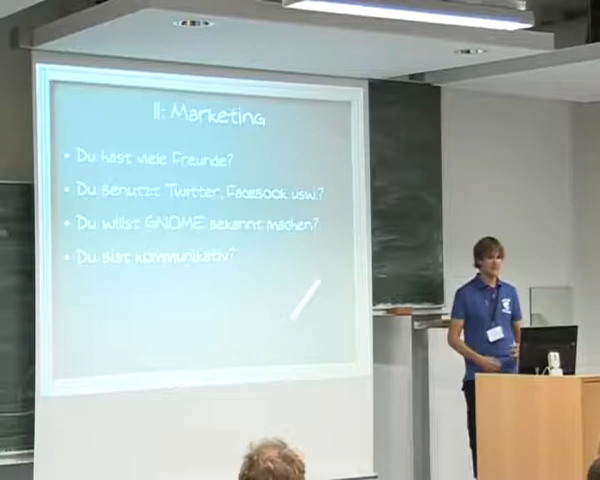 II: Marketing
• Du hast viele Freunde?
• Du benutzt Twitter, Facebook usw.?
• Du willst GNOME bekannt machen?
• Du bist kommunikativ?